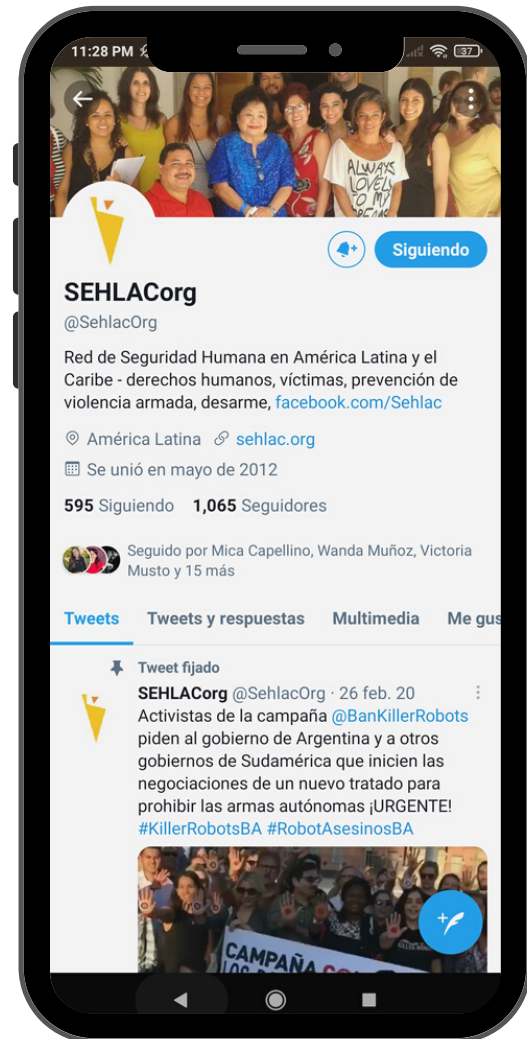 11:28 PM
37
ALWAYS
LOVELY
TO MY
Siguiendo
SEHLACorg
@SehlacOrg
Red de Seguridad Humana en América Latina y el
Caribe - derechos humanos, víctimas, prevención de
violencia armada, desarme, facebook.com/Sehlac
América Latina sehlac.org
Se unió en mayo de 2012
595 Siguiendo 1,065 Seguidores
Seguido por Mica Capellino, Wanda Muñoz, Victoria
Musto y 15 más
Tweets Tweets y respuestas Multimedia Me gus
Tweet fijado
SEHLACorg @SehlacOrg · 26 feb. 20
Activistas de la campaña @BanKillerRobots
piden al gobierno de Argentina y a otros
gobiernos de Sudamérica que inicien las
negociaciones de un nuevo tratado para
prohibir las armas autónomas ¡URGENTE!
#KillerRobotsBA #RobotAsesinosBA
CAMPAÑA